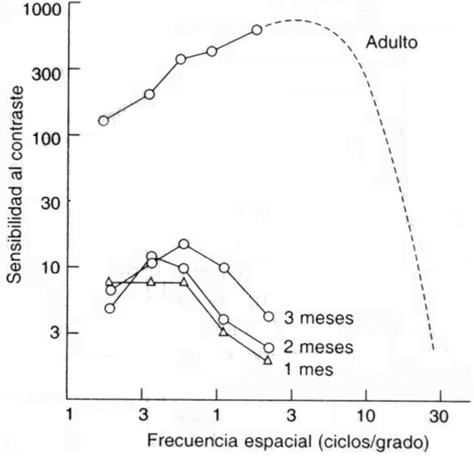 1000
300
100
30
10
3
Sensibilidad al contraste
Adulto
3 meses
2 meses
1 mes
1 3 1 3 10 30
Frecuencia espacial (ciclos/grado)